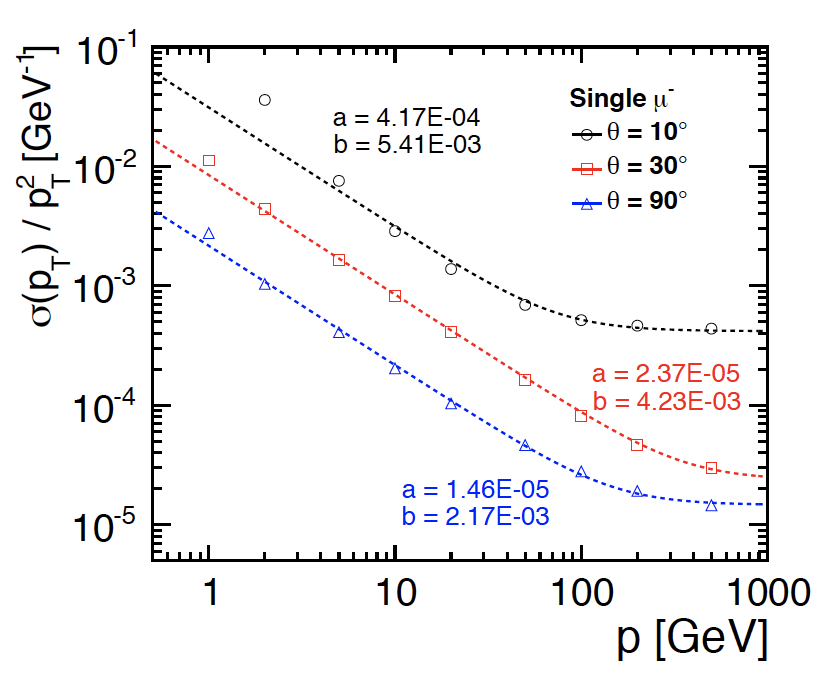 10^-1
10^-2
10^-3
10^-4
10^-5
σ(p_T) / p_T^2 [GeV^-1]
a = 4.17E-04
b = 5.41E-03
Single μ^-
θ = 10°
θ = 30°
θ = 90°
a = 2.37E-05
b = 4.23E-03
a = 1.46E-05
b = 2.17E-03
1 10 100 1000
p [GeV]